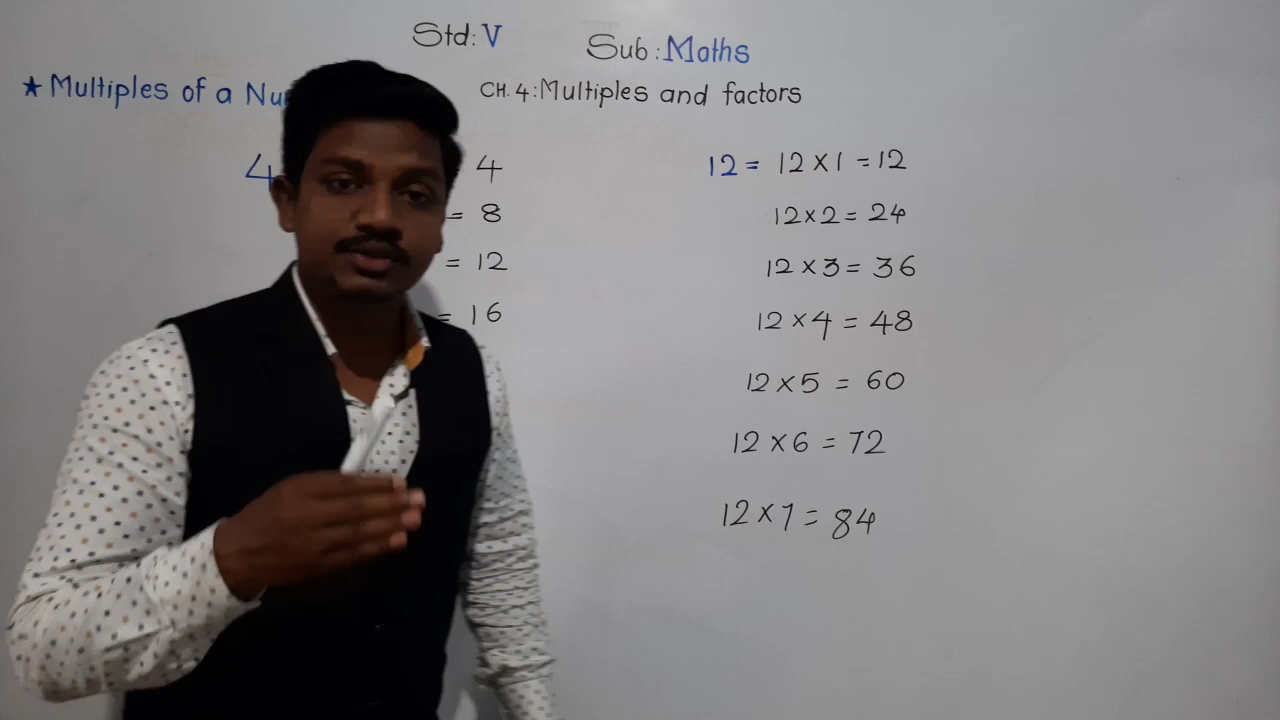 Std: V
Sub: Maths
★ Multiples of a
CH. 4: Multiples and factors
4
4
= 8
= 12
= 16
12 = 12 × 1 = 12
12 × 2 = 24
12 × 3 = 36
12 × 4 = 48
12 × 5 = 60
12 × 6 = 72
12 × 7 = 84